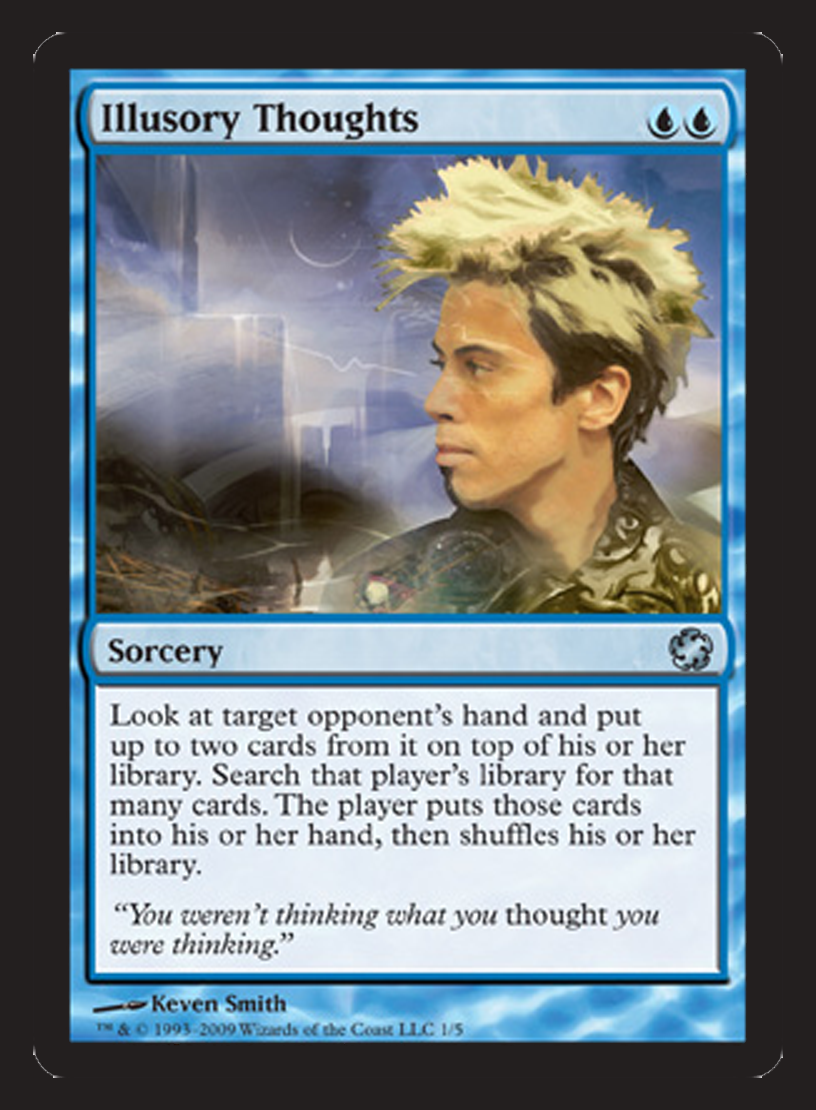 Illusory Thoughts
Sorcery
Look at target opponent's hand and put
up to two cards from it on top of his or her
library. Search that player's library for that
many cards. The player puts those cards
into his or her hand, then shuffles his or her
library.
"You weren't thinking what you thought you
were thinking."
Keven Smith
™ & © 1993-2009 Wizards of the Coast LLC 1/5